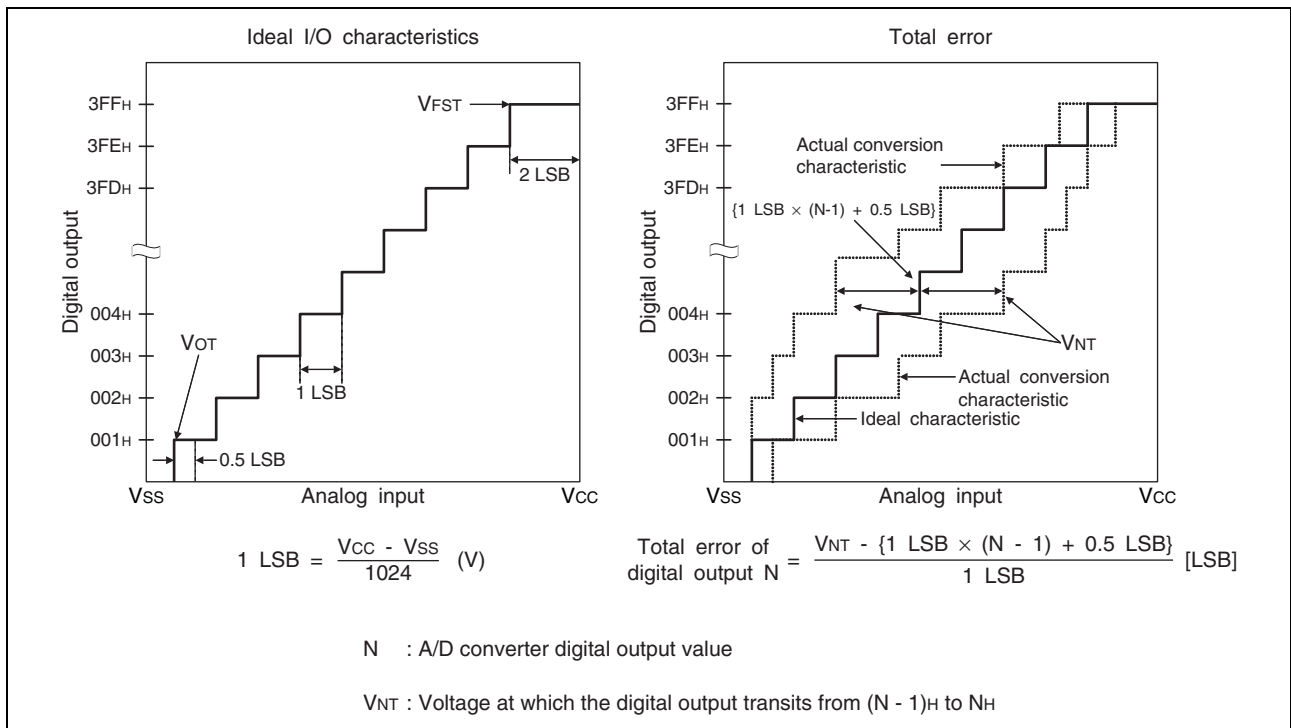 Ideal I/O characteristics
3FFH
3FEH
3FDH
004H
003H
002H
001H
Digital output
VFST
2 LSB
VOT
1 LSB
0.5 LSB
VSS
Analog input
VCC
1 LSB = VCC - VSS / 1024 (V)
Total error
3FFH
3FEH
3FDH
004H
003H
002H
001H
Digital output
Actual conversion
characteristic
{1 LSB × (N-1) + 0.5 LSB}
VNT
Actual conversion
characteristic
Ideal characteristic
VSS
Analog input
VCC
Total error of
digital output N = VNT - {1 LSB × (N - 1) + 0.5 LSB} / 1 LSB [LSB]
N : A/D converter digital output value
VNT : Voltage at which the digital output transits from (N - 1)H to NH